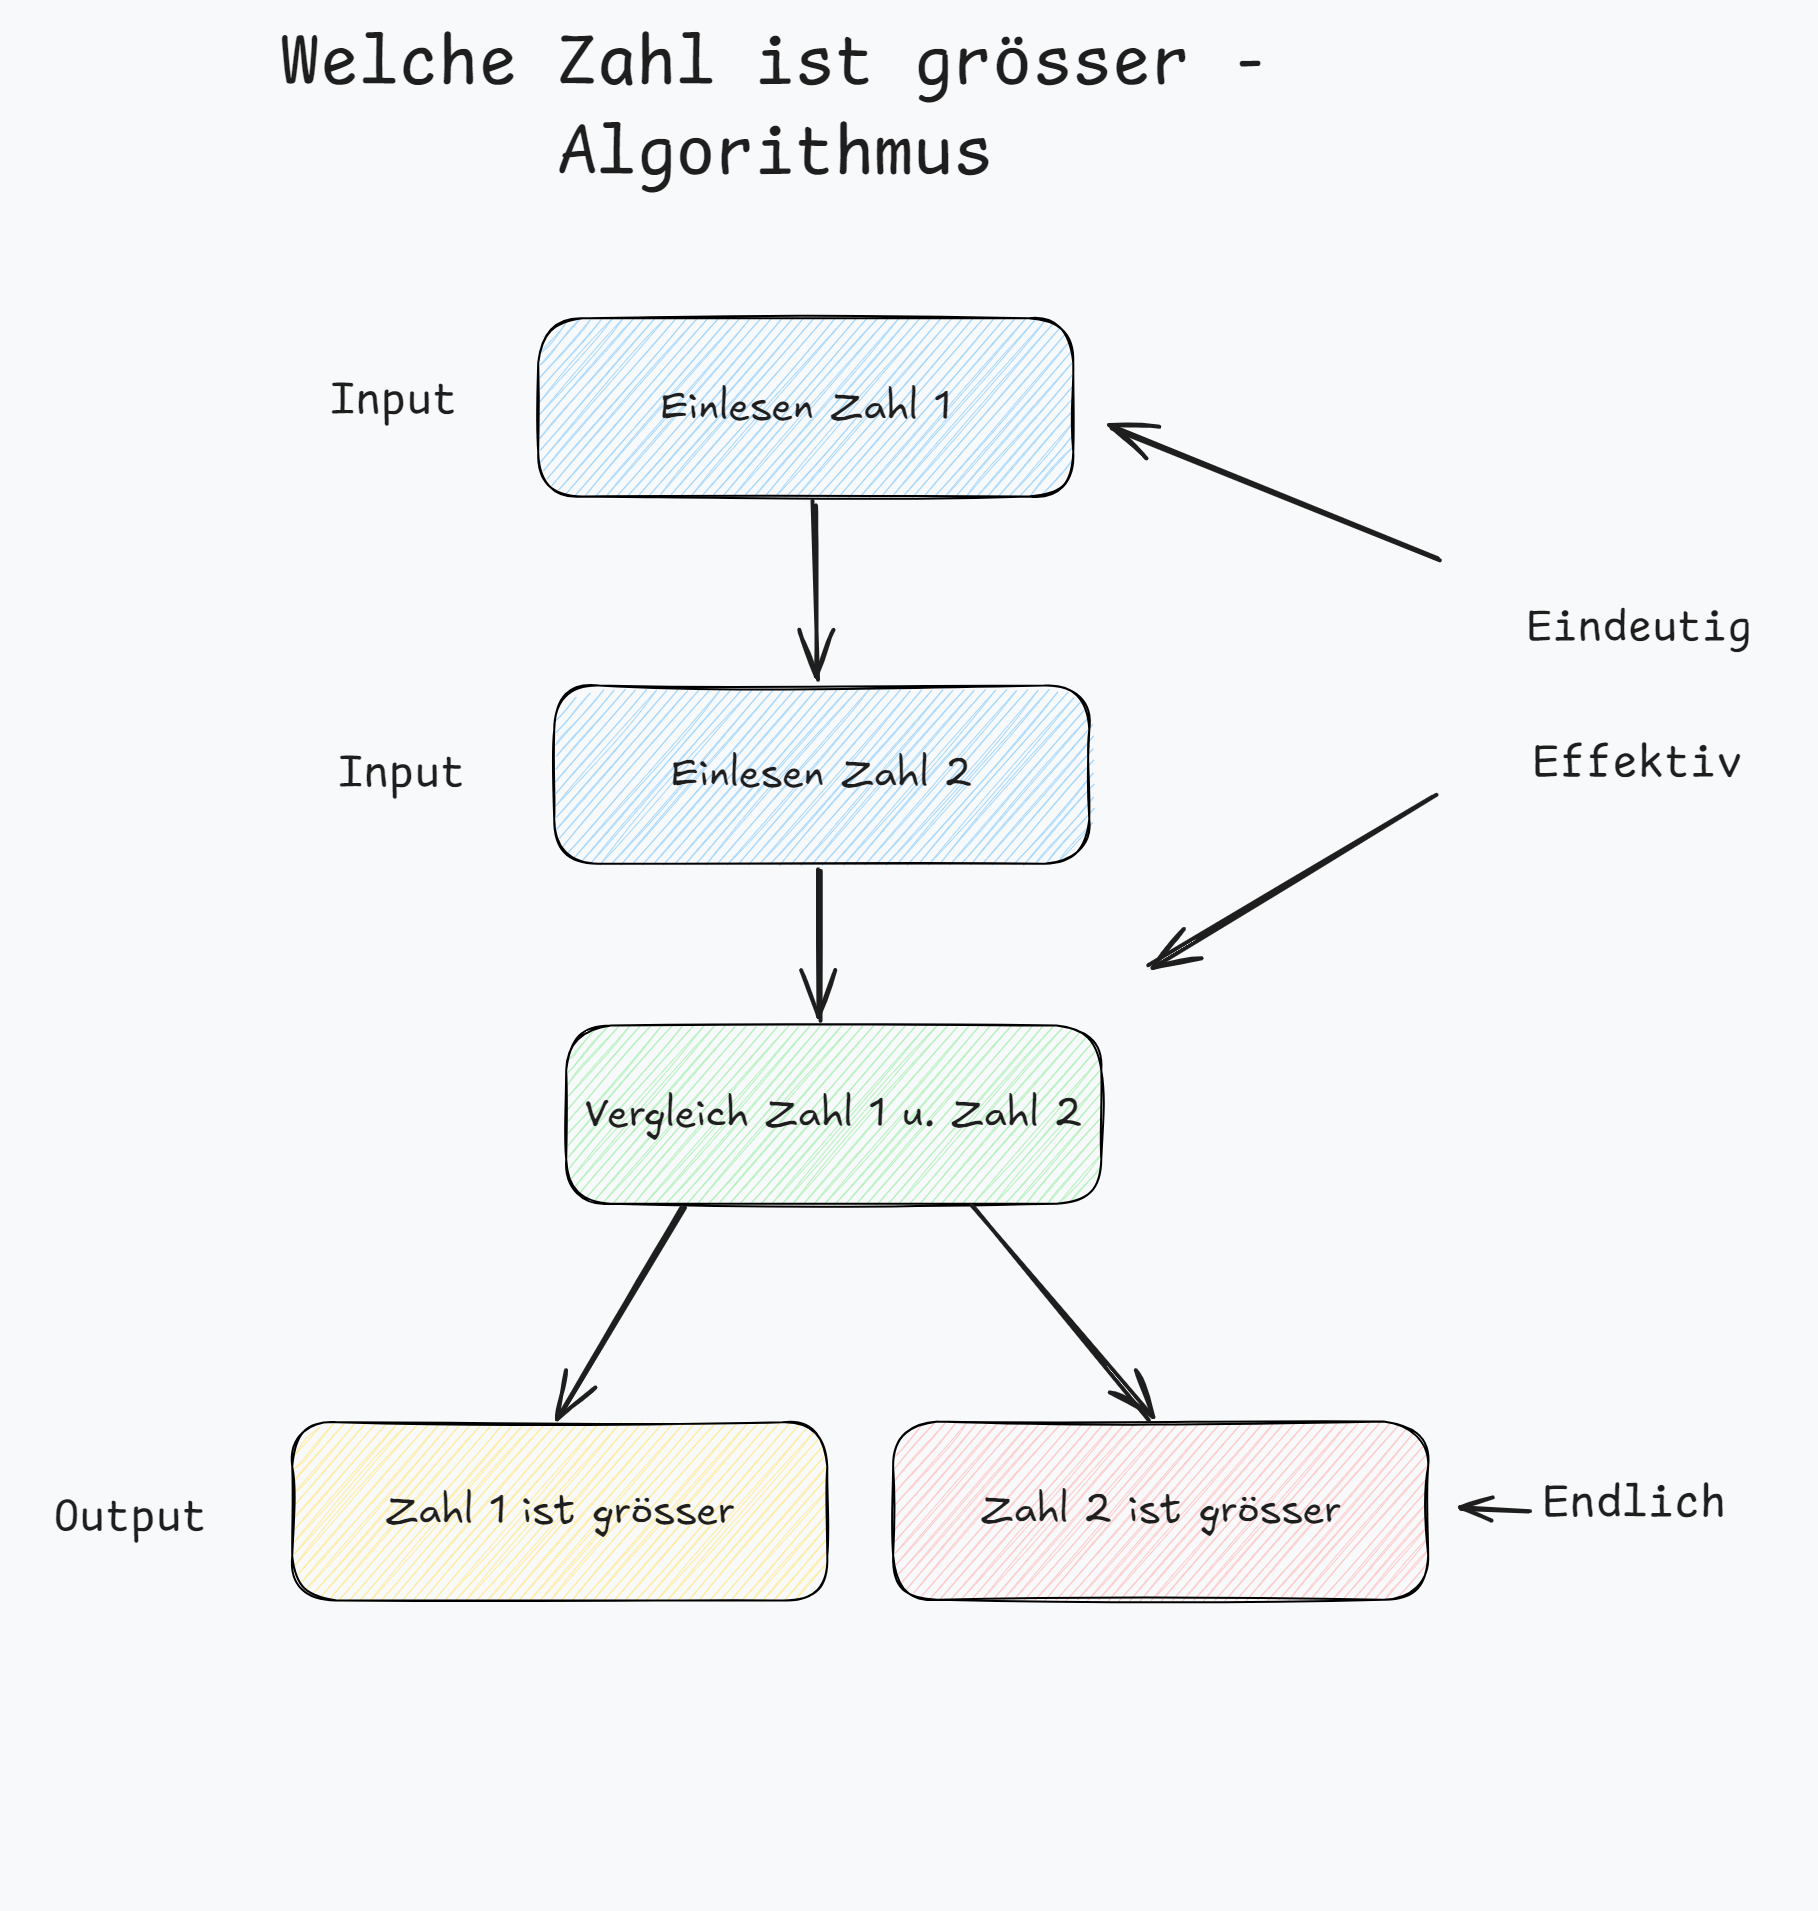 Welche Zahl ist grösser -
Algorithmus
Input
Einlesen Zahl 1
Eindeutig
Input
Einlesen Zahl 2
Effektiv
Vergleich Zahl 1 u. Zahl 2
Output
Zahl 1 ist grösser
Zahl 2 ist grösser
Endlich